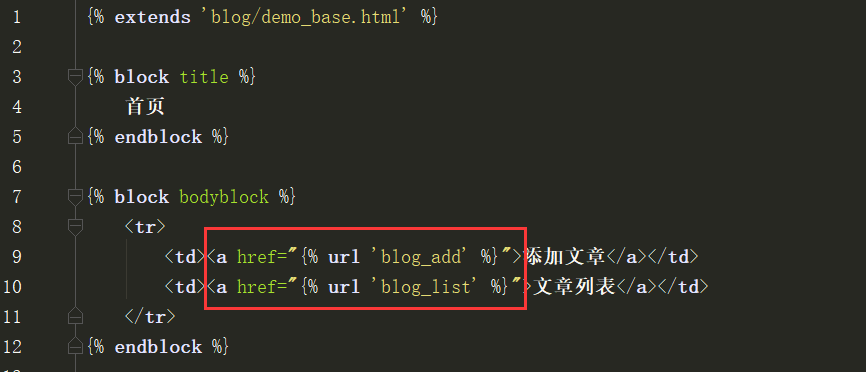 1 {% extends 'blog/demo_base.html' %}
2
3 {% block title %}
4 首页
5 {% endblock %}
6
7 {% block bodyblock %}
8 <tr>
9 <td><a href="{% url 'blog_add' %}">添加文章</a></td>
10 <td><a href="{% url 'blog_list' %}">文章列表</a></td>
11 </tr>
12 {% endblock %}